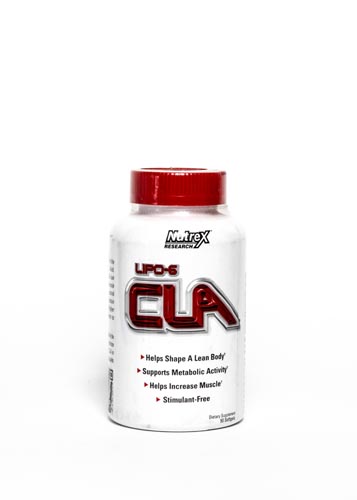 Nutrex
RESEARCH
LIPO-6
CLA
Helps Shape A Lean Body†
Supports Metabolic Activity†
Helps Increase Muscle†
Stimulant-Free
Dietary Supplement
90 Softgels